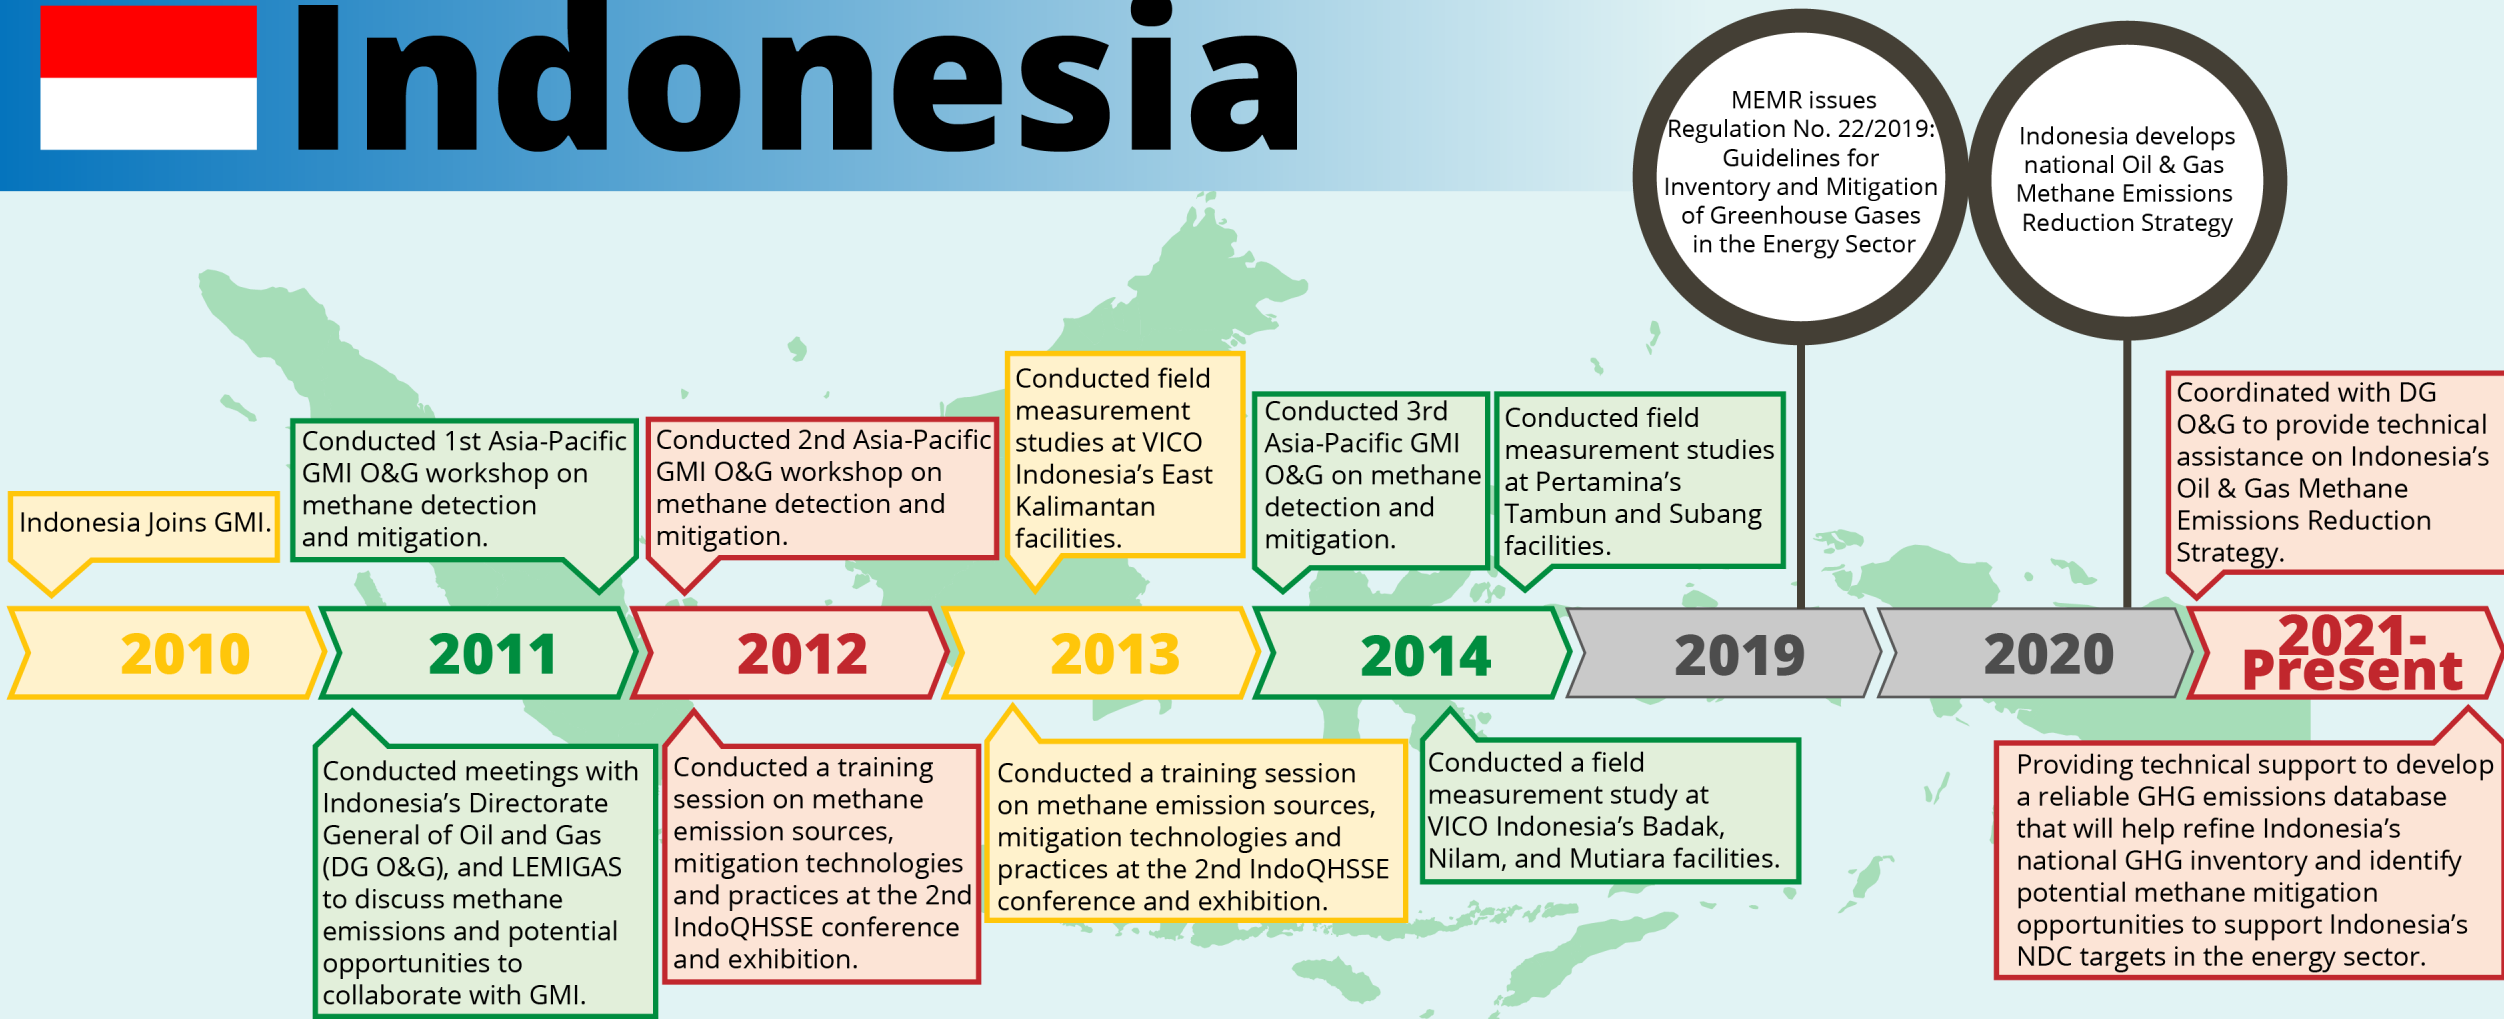 Indonesia
MEMR issues
Regulation No. 22/2019:
Guidelines for
Inventory and Mitigation
of Greenhouse Gases
in the Energy Sector
Indonesia develops
national Oil & Gas
Methane Emissions
Reduction Strategy
Indonesia Joins GMI.
Conducted 1st Asia-Pacific
GMI O&G workshop on
methane detection
and mitigation.
Conducted 2nd Asia-Pacific
GMI O&G workshop on
methane detection and
mitigation.
Conducted field
measurement
studies at VICO
Indonesia’s East
Kalimantan
facilities.
Conducted 3rd
Asia-Pacific GMI
O&G on methane
detection and
mitigation.
Conducted field
measurement studies
at Pertamina’s
Tambun and Subang
facilities.
Coordinated with DG
O&G to provide technical
assistance on Indonesia’s
Oil & Gas Methane
Emissions Reduction
Strategy.
2010
2011
2012
2013
2014
2019
2020
2021-
Present
Conducted meetings with
Indonesia’s Directorate
General of Oil and Gas
(DG O&G), and LEMIGAS
to discuss methane
emissions and potential
opportunities to
collaborate with GMI.
Conducted a training
session on methane
emission sources,
mitigation technologies
and practices at the 2nd
IndoQHSSE conference
and exhibition.
Conducted a training session
on methane emission sources,
mitigation technologies and
practices at the 2nd IndoQHSSE
conference and exhibition.
Conducted a field
measurement study at
VICO Indonesia’s Badak,
Nilam, and Mutiara facilities.
Providing technical support to develop
a reliable GHG emissions database
that will help refine Indonesia’s
national GHG inventory and identify
potential methane mitigation
opportunities to support Indonesia’s
NDC targets in the energy sector.